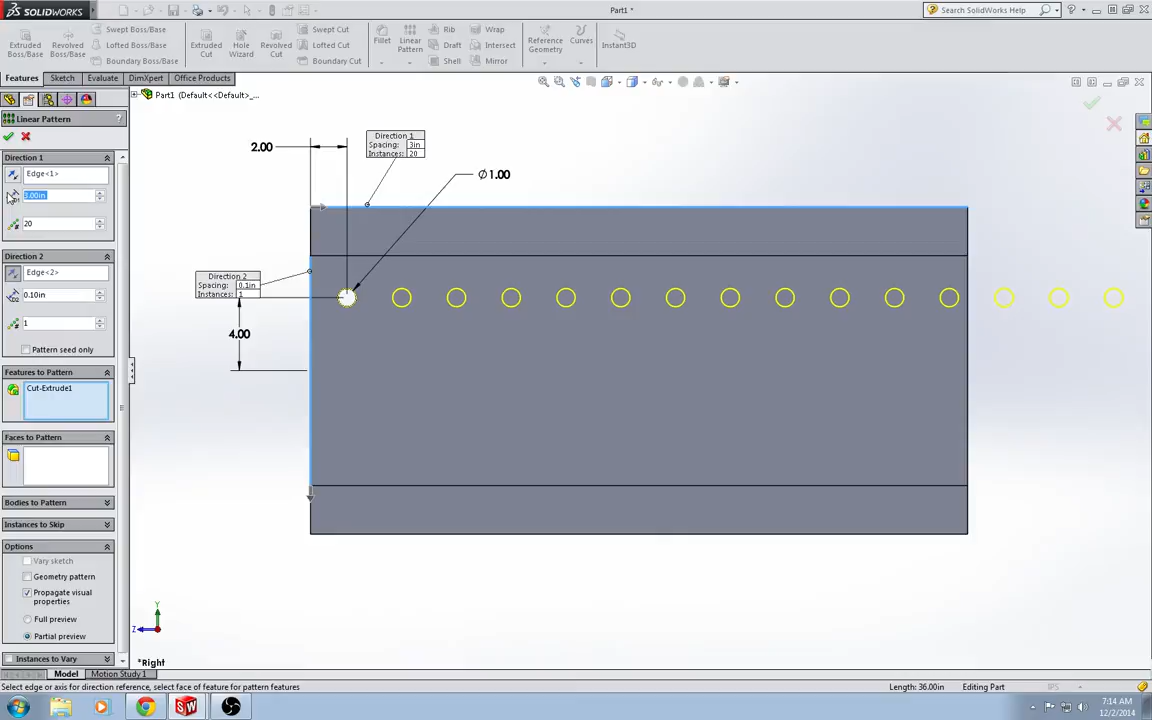 SOLIDWORKS
Part1 *
Search SolidWorks Help
Extruded Boss/Base
Revolved Boss/Base
Swept Boss/Base
Lofted Boss/Base
Boundary Boss/Base
Extruded Cut
Hole Wizard
Revolved Cut
Swept Cut
Lofted Cut
Boundary Cut
Fillet
Linear Pattern
Rib
Draft
Shell
Wrap
Intersect
Mirror
Reference Geometry
Curves
Instant3D
Features
Sketch
Evaluate
DimXpert
Office Products
Part1 (Default<<Default>_...
Linear Pattern
?
Direction 1
Edge<1>
3.00in
20
Direction 2
Edge<2>
0.10in
1
Pattern seed only
Features to Pattern
Cut-Extrude1
Faces to Pattern
Bodies to Pattern
Instances to Skip
Options
Vary sketch
Geometry pattern
Propagate visual
properties
Full preview
Partial preview
Instances to Vary
2.00
Direction 1
Spacing: 3in
Instances: 20
Ø1.00
Direction 2
Spacing: 0.1in
Instances: 1
4.00
Y
Z
*Right
Model
Motion Study 1
Select edge or axis for direction reference, select face of feature for pattern features
Length: 36.00in
Editing Part
IPS
7:14 AM
12/2/2014